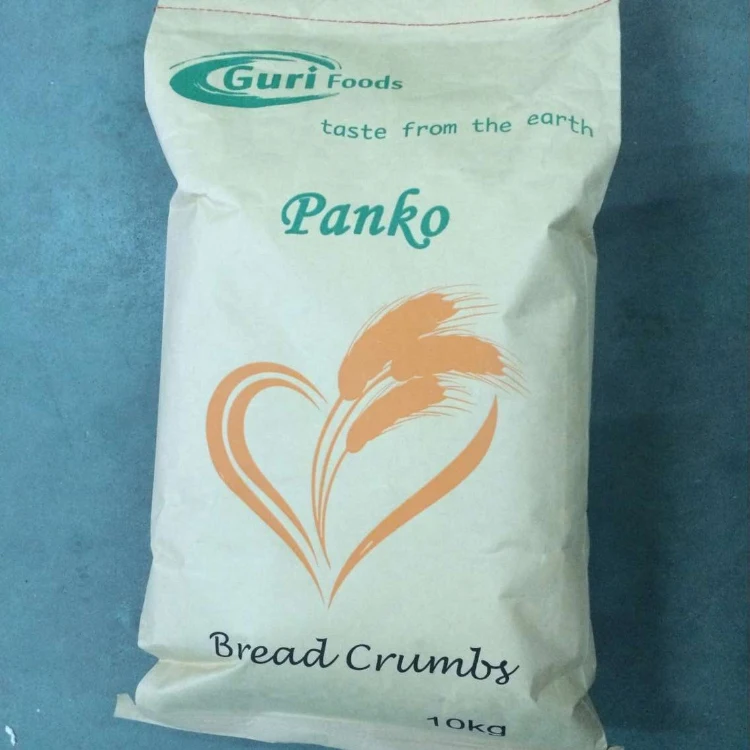 Guri Foods
taste from the earth
Panko
Bread Crumbs
10kg